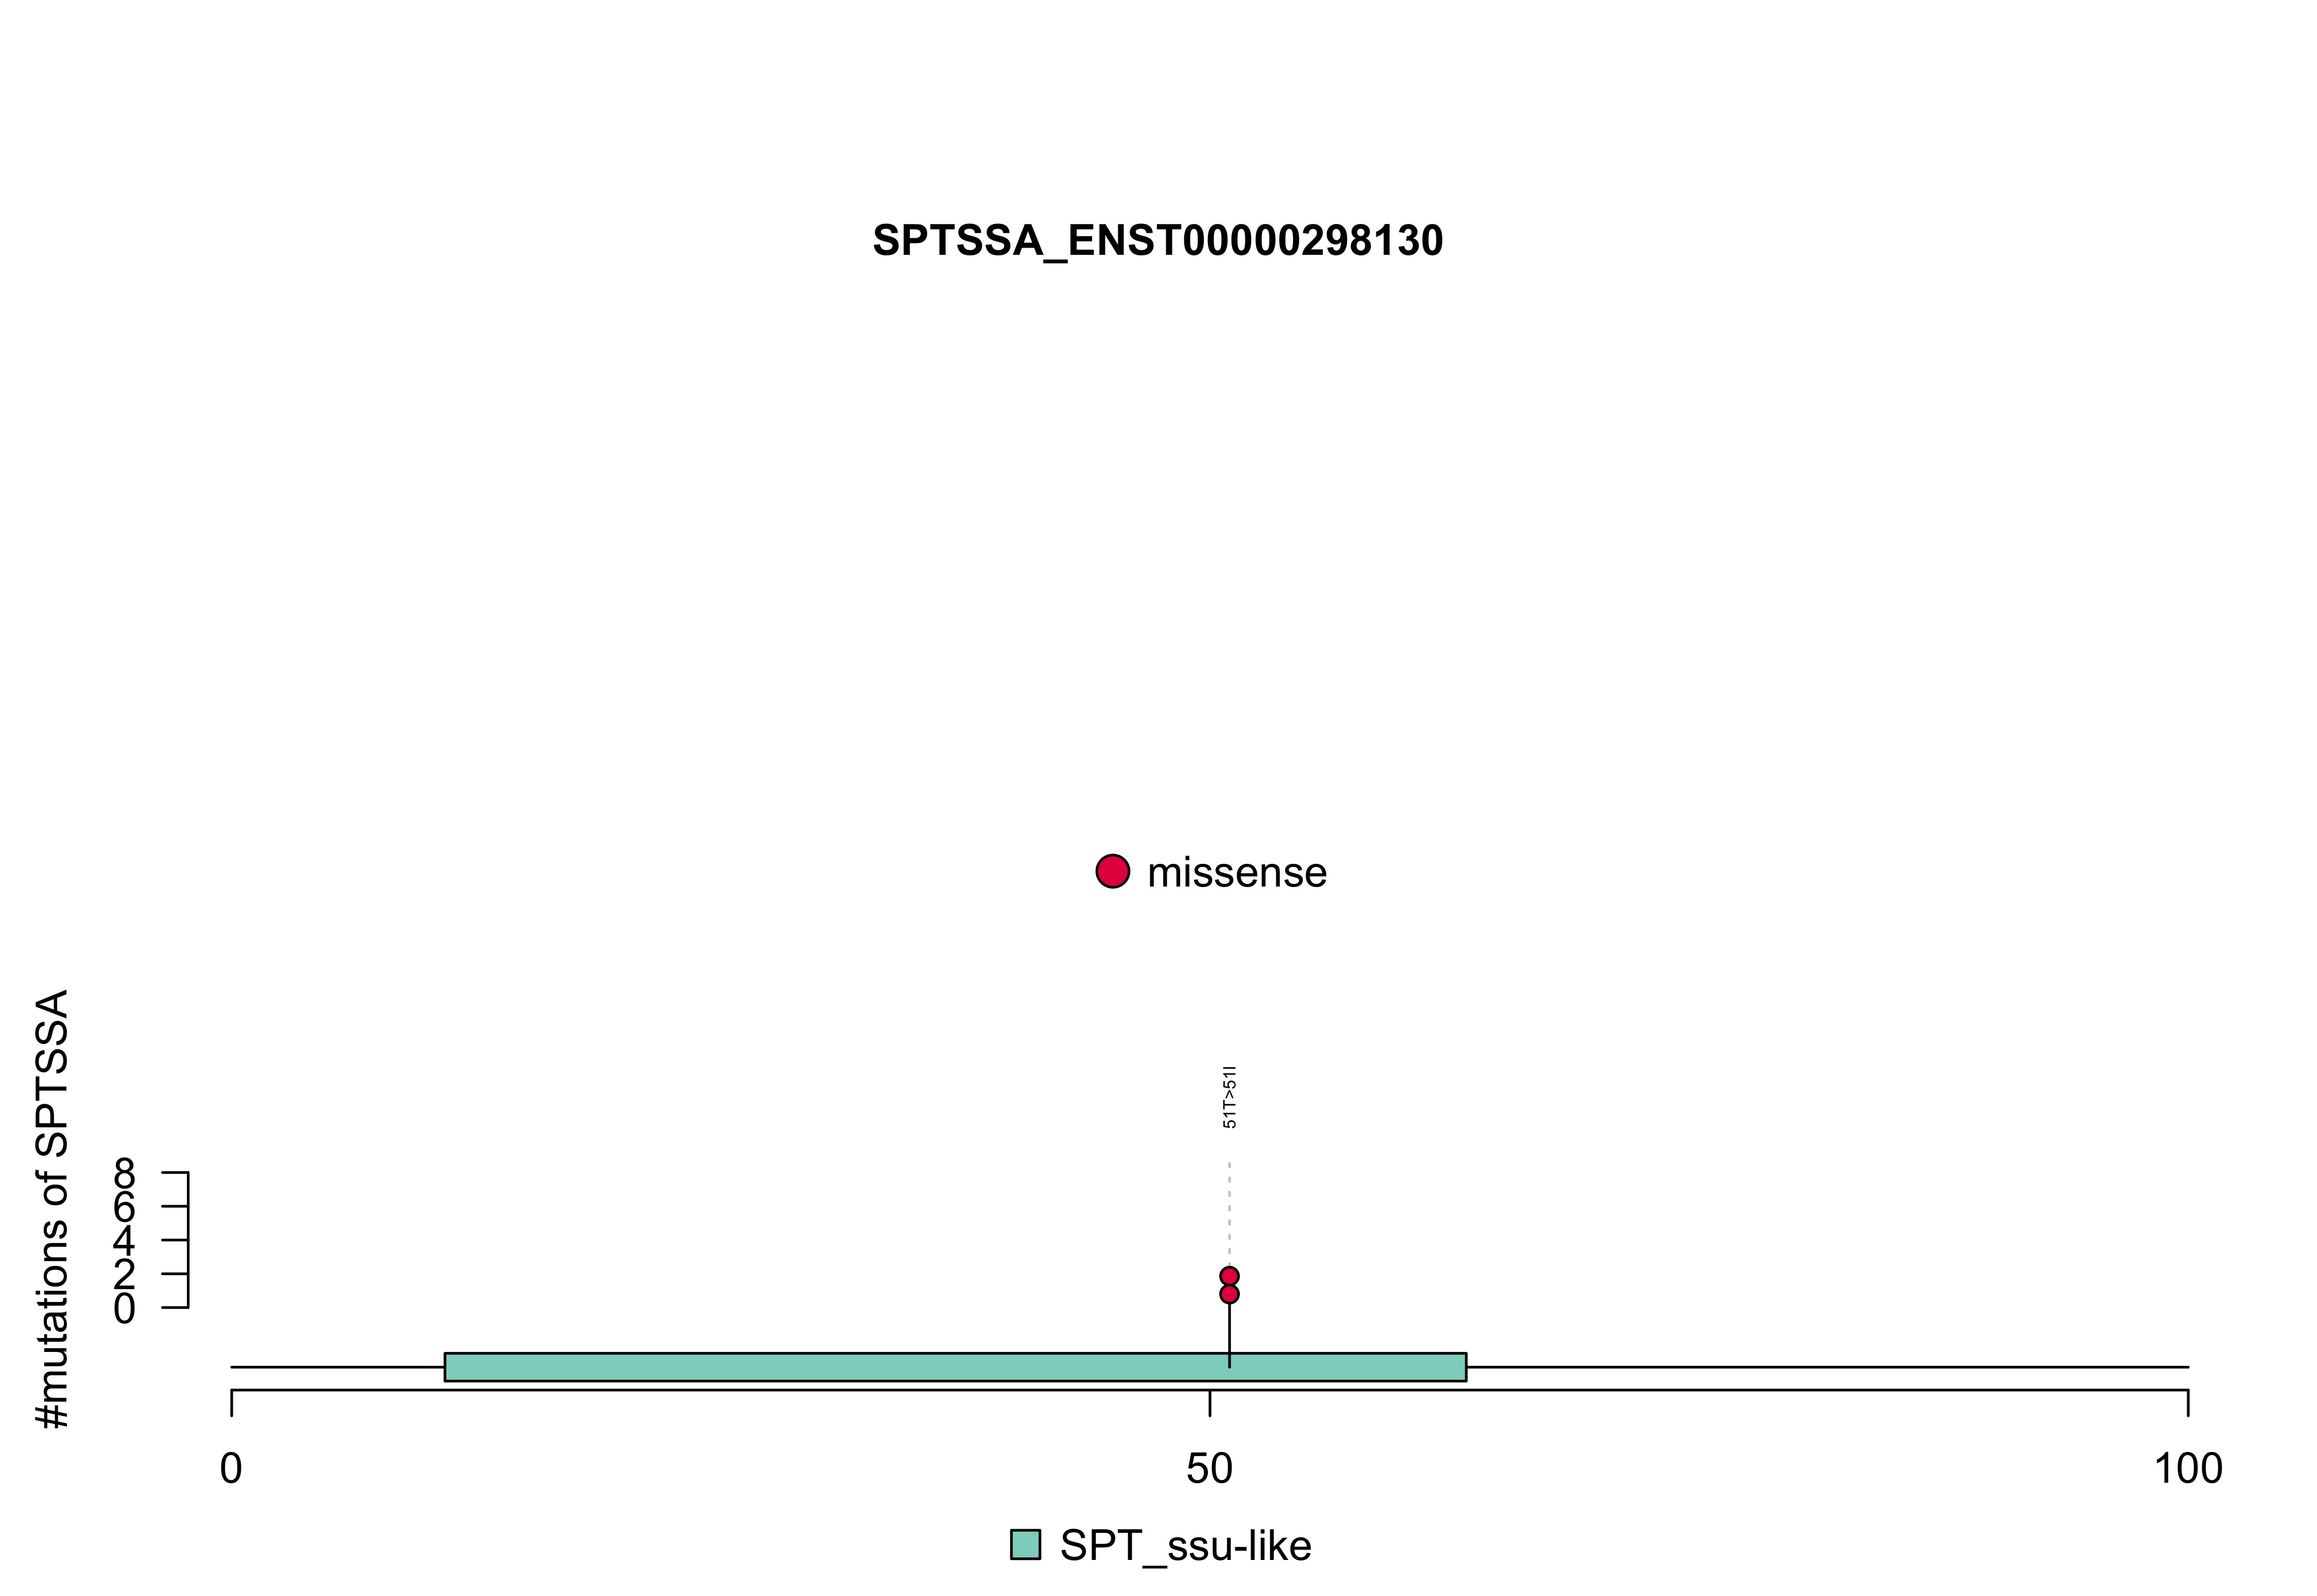 SPTSSA_ENST00000298130
missense
#mutations of SPTSSA
51T>51I
8
6
4
2
0
0 50 100
SPT_ssu-like